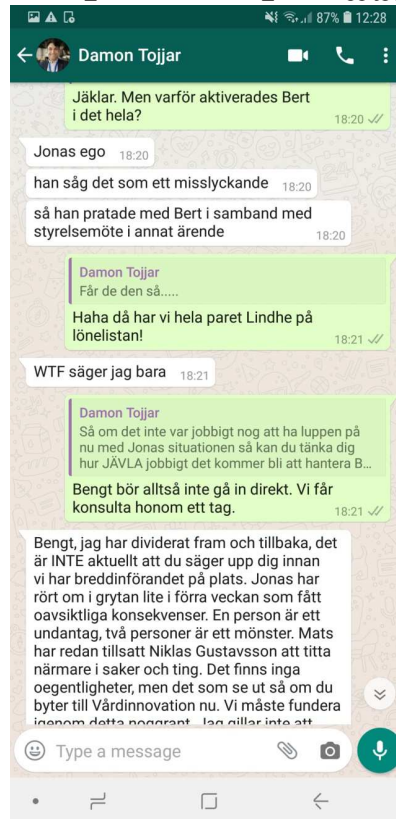 87% 12:28
Damon Tojjar
Jäklar. Men varför aktiverades Bert
i det hela?
18:20
Jonas ego 18:20
han såg det som ett misslyckande 18:20
så han pratade med Bert i samband med
styrelsemöte i annat ärende
18:20
Damon Tojjar
Får de den så.....
Haha då har vi hela paret Lindhe på
lönelistan!
18:21
WTF säger jag bara 18:21
Damon Tojjar
Så om det inte var jobbigt nog att ha luppen på
nu med Jonas situationen så kan du tänka dig
hur JÄVLA jobbigt det kommer bli att hantera B...
Bengt bör alltså inte gå in direkt. Vi får
konsulta honom ett tag.
18:21
Bengt, jag har dividerat fram och tillbaka, det
är INTE aktuellt att du säger upp dig innan
vi har breddinförandet på plats. Jonas har
rört om i grytan lite i förra veckan som fått
oavsiktliga konsekvenser. En person är ett
undantag, två personer är ett mönster. Mats
har redan tillsatt Niklas Gustavsson att titta
närmare i saker och ting. Det finns inga
oegentligheter, men det som se ut så om du
byter till Vårdinnovation nu. Vi måste fundera
igenom detta noggrant. Jag gillar inte att
Type a message